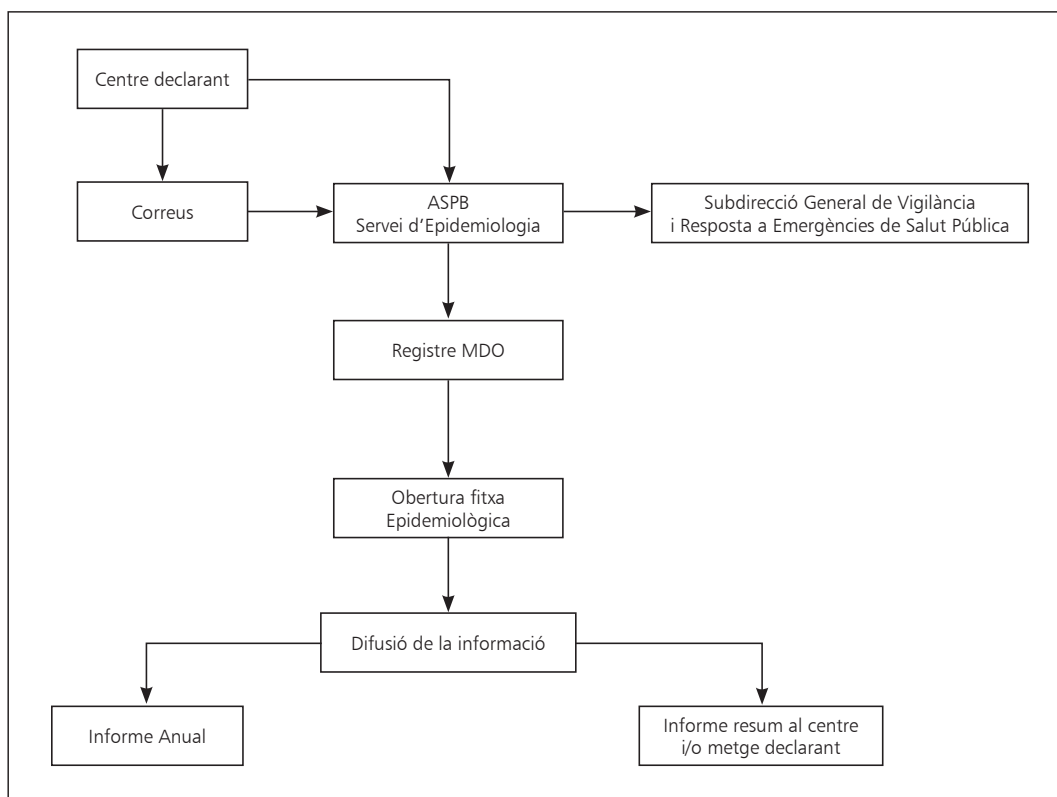 Centre declarant
Correus
ASPB
Servei d'Epidemiologia
Subdirecció General de Vigilància
i Resposta a Emergències de Salut Pública
Registre MDO
Obertura fitxa
Epidemiològica
Difusió de la informació
Informe Anual
Informe resum al centre
i/o metge declarant